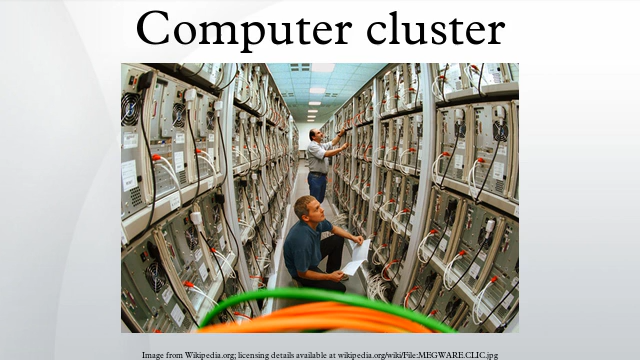 Computer cluster
Image from Wikipedia.org; licensing details available at wikipedia.org/wiki/File:MEGWARE.CLIC.jpg